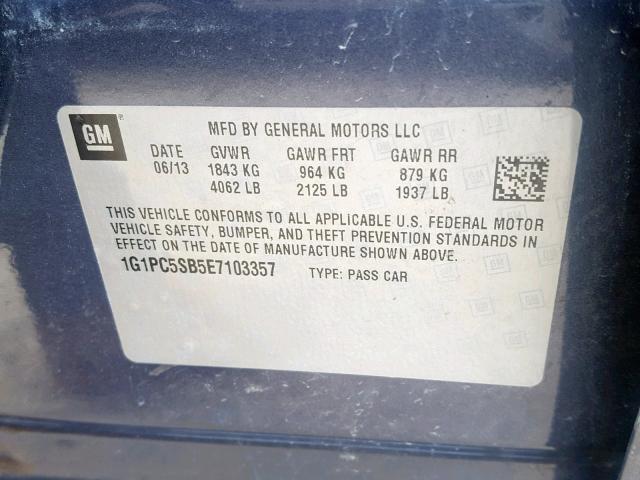 GM ®
MFD BY GENERAL MOTORS LLC
DATE GVWR GAWR FRT GAWR RR
06/13 1843 KG 964 KG 879 KG
4062 LB 2125 LB 1937 LB
THIS VEHICLE CONFORMS TO ALL APPLICABLE U.S. FEDERAL MOTOR
VEHICLE SAFETY, BUMPER, AND THEFT PREVENTION STANDARDS IN
EFFECT ON THE DATE OF MANUFACTURE SHOWN ABOVE.
1G1PC5SB5E7103357 TYPE: PASS CAR